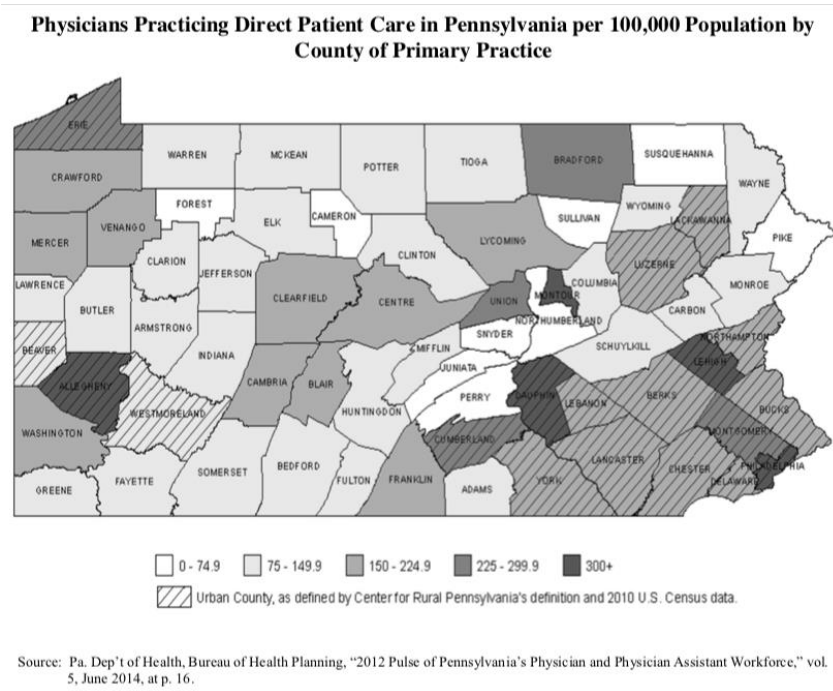 Physicians Practicing Direct Patient Care in Pennsylvania per 100,000 Population by
County of Primary Practice
ERIE
WARREN
MCKEAN
POTTER
TIOGA
BRADFORD
SUSQUEHANNA
CRAWFORD
WAYNE
FOREST
CAMERON
WYOMING
LACKAWANNA
ELK
SULLIVAN
VENANGO
MERCER
LYCOMING
PIKE
CLINTON
CLARION
JEFFERSON
LUZERNE
LAWRENCE
COLUMBIA
MONROE
CLEARFIELD
CENTRE
UNION
MONTOUR
BUTLER
CARBON
ARMSTRONG
NORTHUMBERLAND
SNYDER
NORTHAMPTON
BEAVER
INDIANA
MIFFLIN
SCHUYLKILL
LEHIGH
JUNIATA
ALLEGHENY
CAMBRIA
BLAIR
PERRY
DAUPHIN
LEBANON
BERKS
WESTMORELAND
HUNTINGDON
BUCKS
WASHINGTON
CUMBERLAND
MONTGOMERY
LANCASTER
CHESTER
PHILADELPHIA
SOMERSET
BEDFORD
FAYETTE
FULTON
FRANKLIN
YORK
DELAWARE
GREENE
ADAMS
0 - 74.9 75 - 149.9 150 - 224.9 225 - 299.9 300+
Urban County, as defined by Center for Rural Pennsylvania's definition and 2010 U.S. Census data.
Source: Pa. Dep't of Health, Bureau of Health Planning, "2012 Pulse of Pennsylvania's Physician and Physician Assistant Workforce," vol.
5, June 2014, at p. 16.